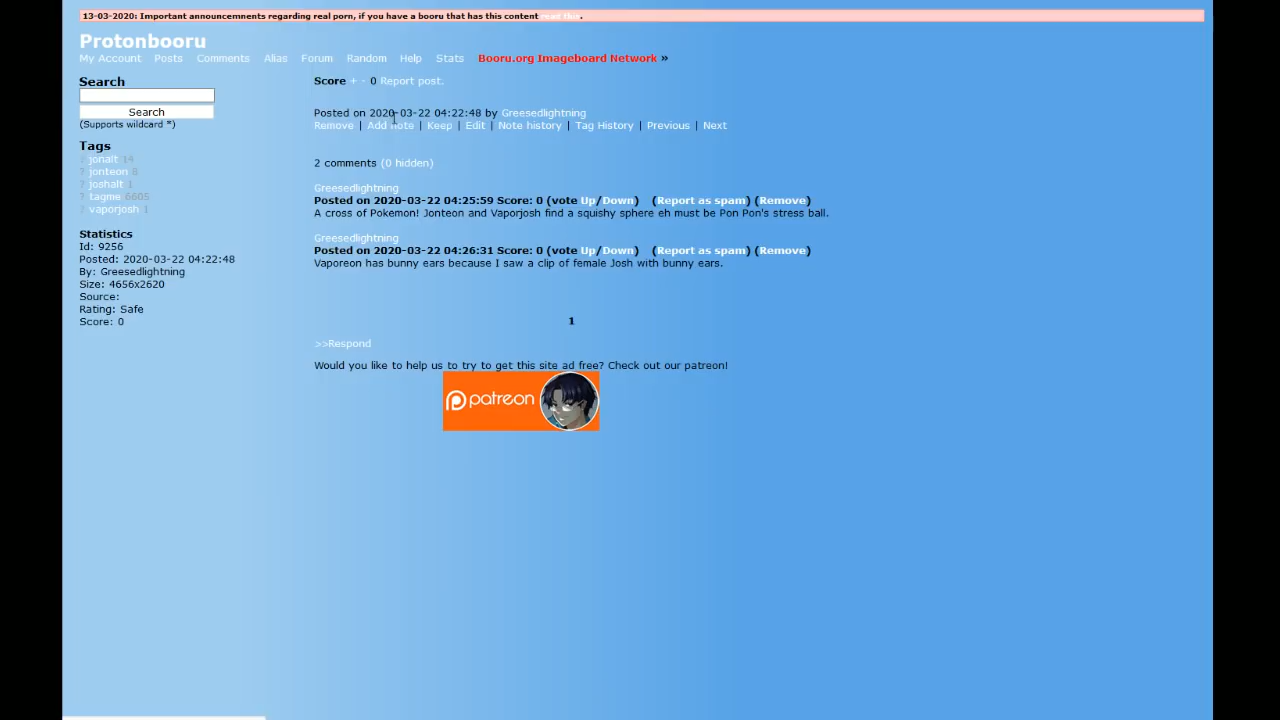 13-03-2020: Important announcemnents regarding real porn, if you have a booru that has this content read this.
Protonbooru
My Account Posts Comments Alias Forum Random Help Stats Booru.org Imageboard Network »
Search
Search
(Supports wildcard *)
Tags
? jonalt 14
? jonteon 8
? joshalt 1
? tagme 6605
? vaporjosh 1
Statistics
Id: 9256
Posted: 2020-03-22 04:22:48
By: Greesedlightning
Size: 4656x2620
Source:
Rating: Safe
Score: 0
Score + - 0 Report post.
Posted on 2020-03-22 04:22:48 by Greesedlightning
Remove | Add note | Keep | Edit | Note history | Tag History | Previous | Next
2 comments (0 hidden)
Greesedlightning
Posted on 2020-03-22 04:25:59 Score: 0 (vote Up/Down) (Report as spam) (Remove)
A cross of Pokemon! Jonteon and Vaporjosh find a squishy sphere eh must be Pon Pon's stress ball.
Greesedlightning
Posted on 2020-03-22 04:26:31 Score: 0 (vote Up/Down) (Report as spam) (Remove)
Vaporeon has bunny ears because I saw a clip of female Josh with bunny ears.
1
>>Respond
Would you like to help us to try to get this site ad free? Check out our patreon!
patreon